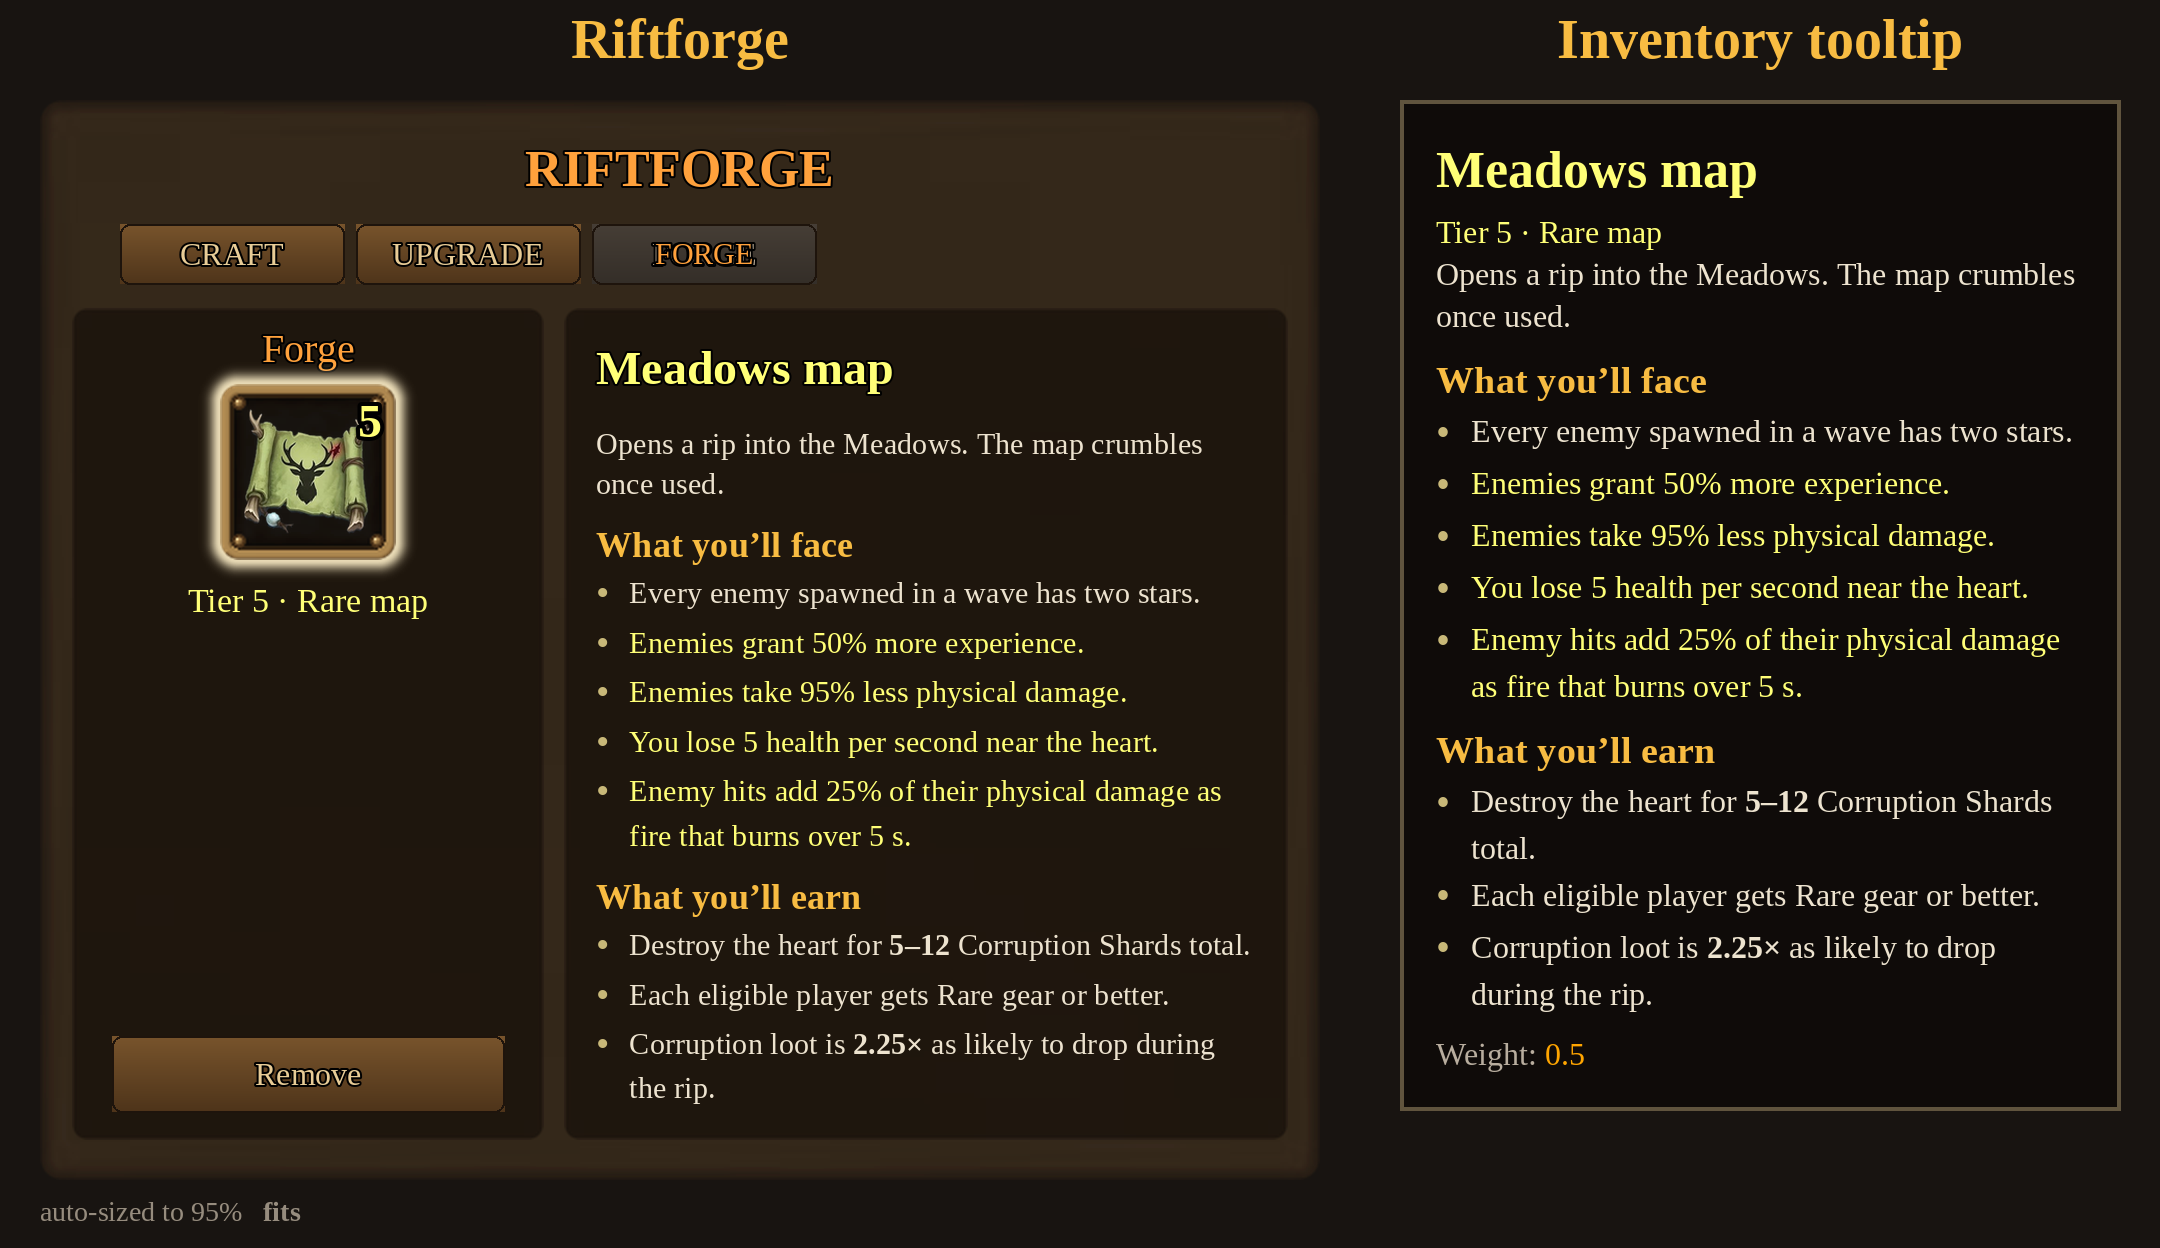 Riftforge
RIFTFORGE
CRAFT
UPGRADE
FORGE
Forge
5
Tier 5 · Rare map
Remove
Meadows map
Opens a rip into the Meadows. The map crumbles
once used.
What you’ll face
• Every enemy spawned in a wave has two stars.
• Enemies grant 50% more experience.
• Enemies take 95% less physical damage.
• You lose 5 health per second near the heart.
• Enemy hits add 25% of their physical damage as
fire that burns over 5 s.
What you’ll earn
• Destroy the heart for 5–12 Corruption Shards total.
• Each eligible player gets Rare gear or better.
• Corruption loot is 2.25× as likely to drop during
the rip.
auto-sized to 95% fits
Inventory tooltip
Meadows map
Tier 5 · Rare map
Opens a rip into the Meadows. The map crumbles
once used.
What you’ll face
• Every enemy spawned in a wave has two stars.
• Enemies grant 50% more experience.
• Enemies take 95% less physical damage.
• You lose 5 health per second near the heart.
• Enemy hits add 25% of their physical damage
as fire that burns over 5 s.
What you’ll earn
• Destroy the heart for 5–12 Corruption Shards
total.
• Each eligible player gets Rare gear or better.
• Corruption loot is 2.25× as likely to drop
during the rip.
Weight: 0.5